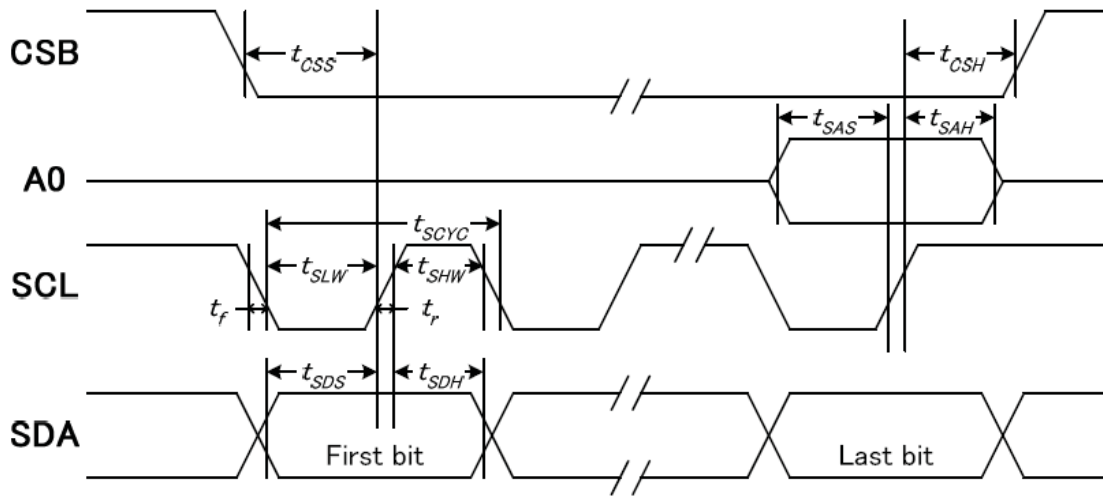 CSB
tCSS
tCSH
tSAS
tSAH
A0
tSCYC
SCL
tSLW
tSHW
tf
tr
tSDS
tSDH
SDA
First bit
Last bit